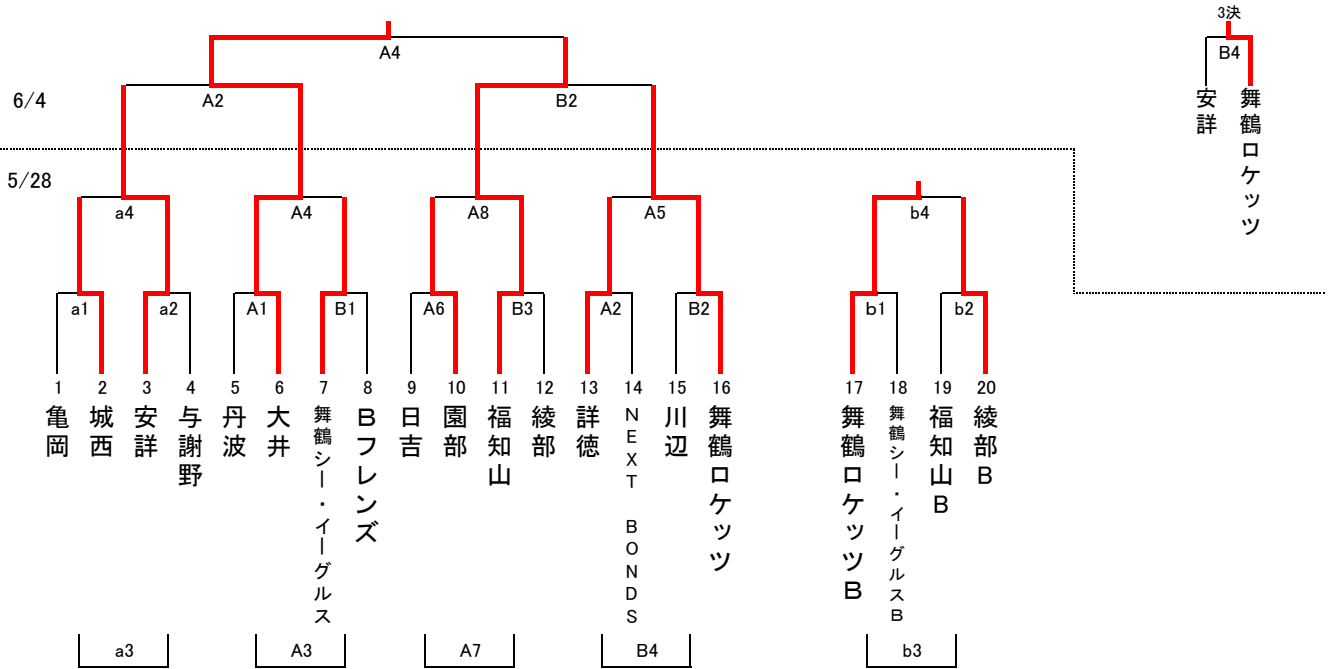 3決
A4
B4
6/4
A2
B2
安詳
舞鶴ロケッツ
5/28
a4
A4
A8
A5
b4
a1
a2
A1
B1
A6
B3
A2
B2
b1
b2
1
2
3
4
5
6
7
8
9
10
11
12
13
14
15
16
17
18
19
20
亀岡
城西
安詳
与謝野
丹波
大井
舞鶴シー・イーグルス
Bフレンズ
日吉
園部
福知山
綾部
詳徳
NEXT BONDS
川辺
舞鶴ロケッツ
舞鶴ロケッツB
舞鶴シー・イーグルスB
福知山B
綾部B
a3
A3
A7
B4
b3